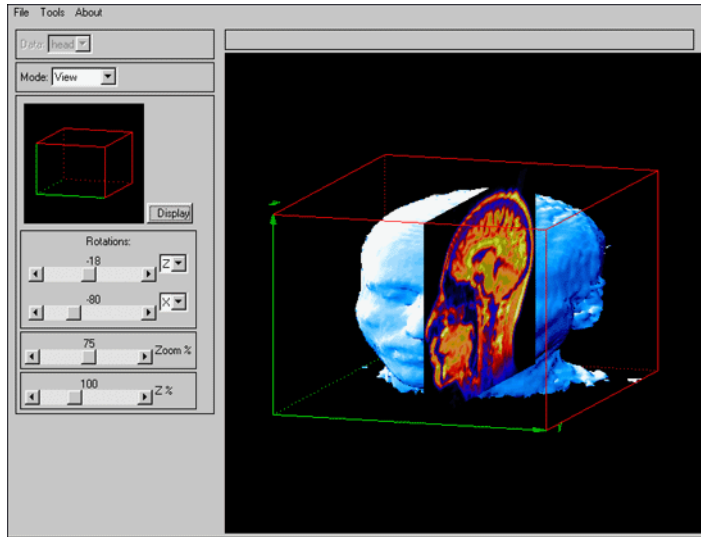 File Tools About
Data: head
Mode: View
Display
Rotations:
-18
Z
-80
X
75
Zoom %
100
Z %